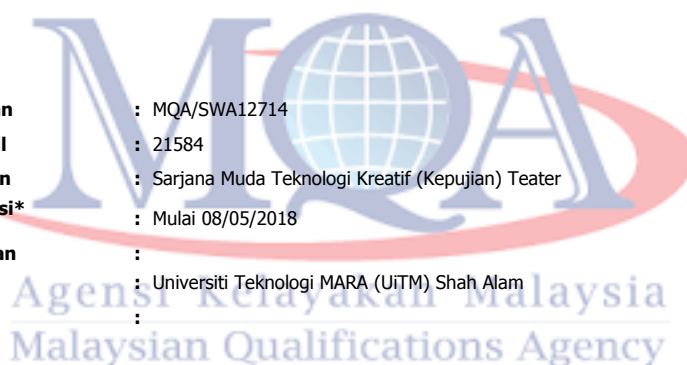 MQA
an : MQA/SWA12714
l : 21584
n : Sarjana Muda Teknologi Kreatif (Kepujian) Teater
si* : Mulai 08/05/2018
an :
: Universiti Teknologi MARA (UiTM) Shah Alam
:
Agensi Kelayakan Malaysia
Malaysian Qualifications Agency